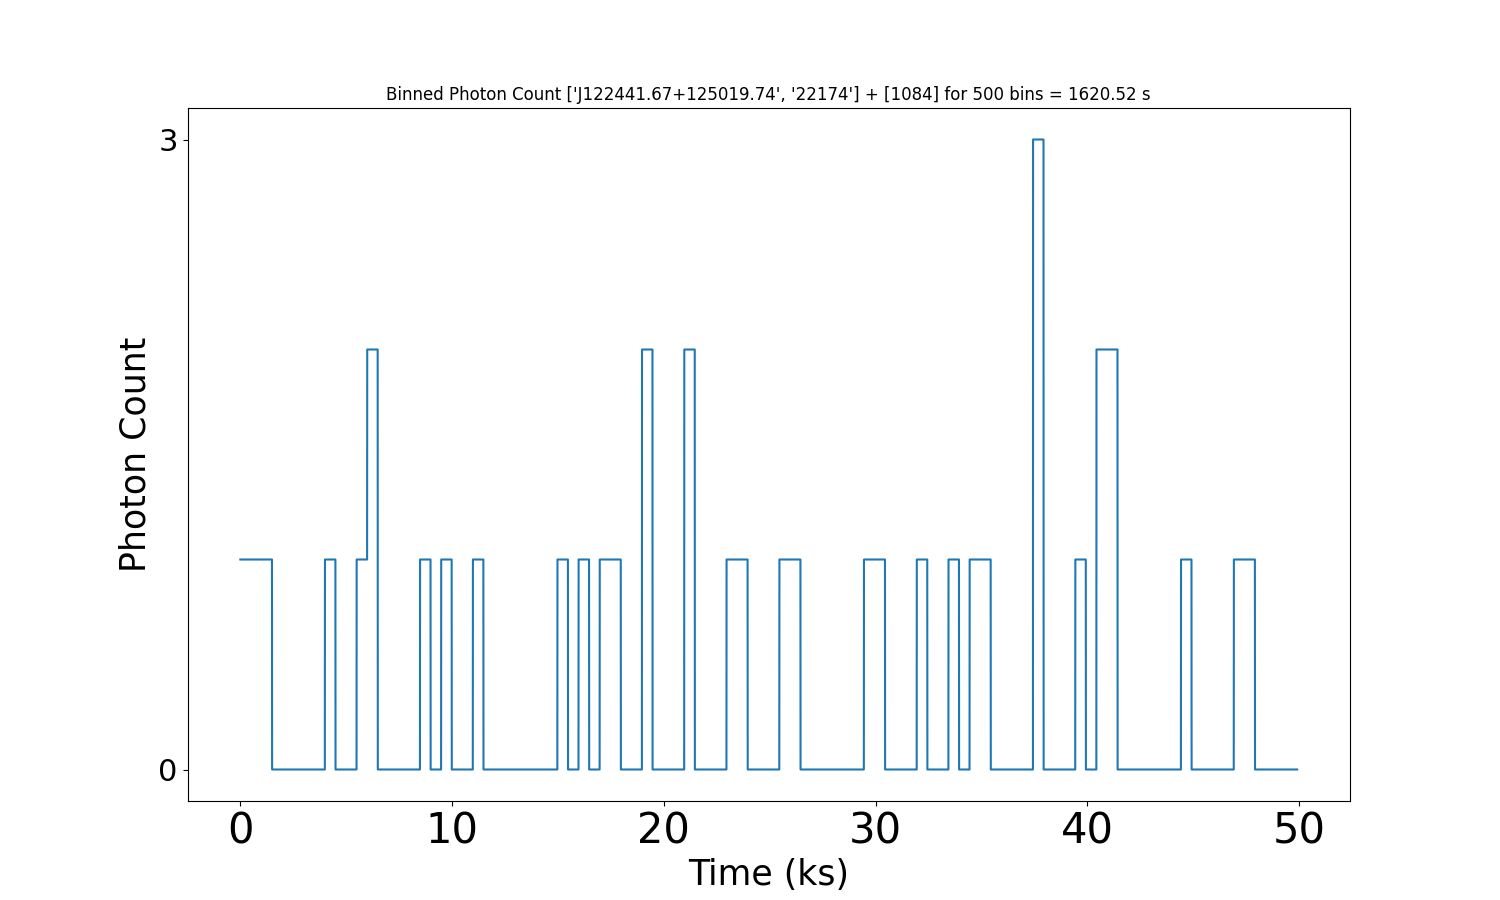 Binned Photon Count ['J122441.67+125019.74', '22174'] + [1084] for 500 bins = 1620.52 s
3
Photon Count
0
0 10 20 30 40 50
Time (ks)